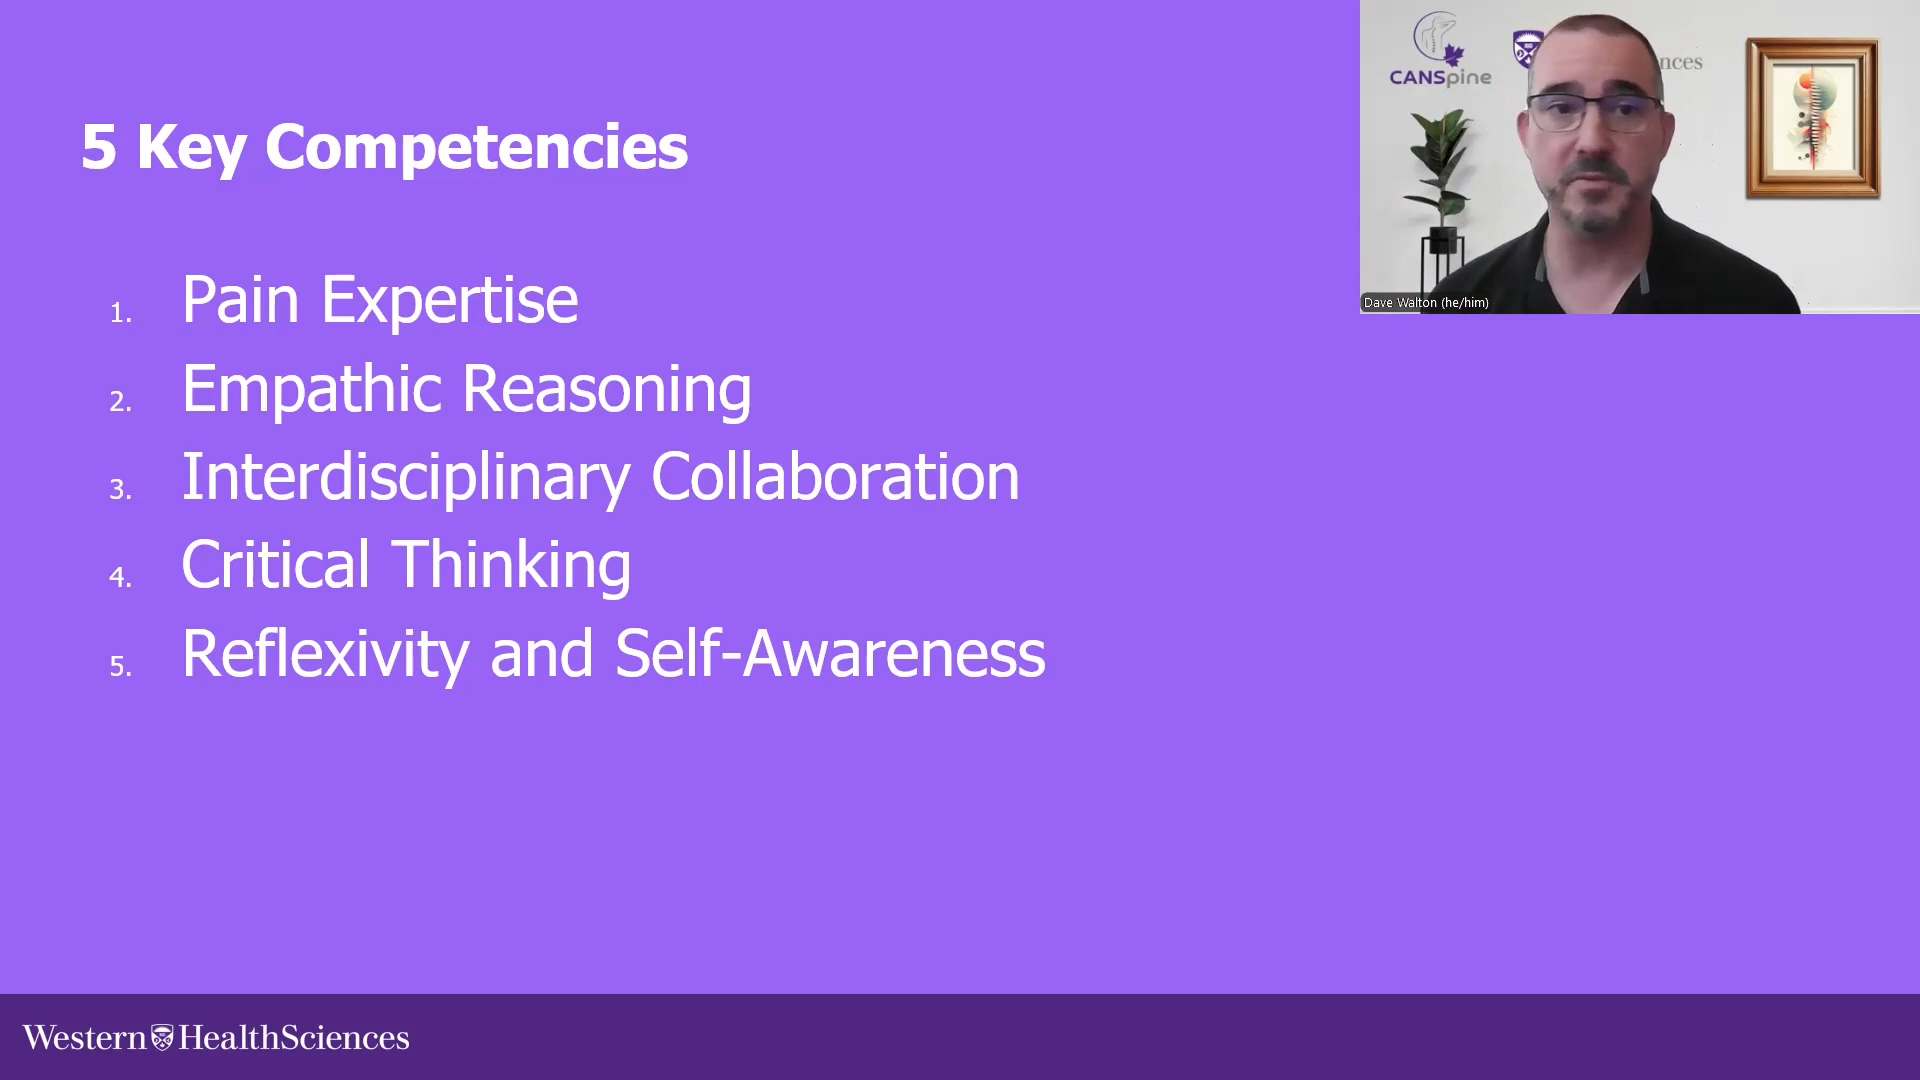 5 Key Competencies
1. Pain Expertise
2. Empathic Reasoning
3. Interdisciplinary Collaboration
4. Critical Thinking
5. Reflexivity and Self-Awareness
CANSpine
nces
Dave Walton (he/him)
Western HealthSciences